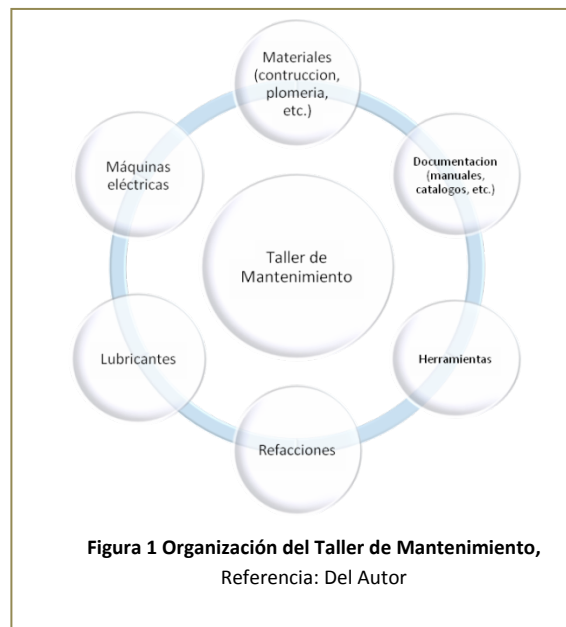 Materiales
(contruccion,
plomeria,
etc.)
Documentacion
(manuales,
catalogos, etc.)
Máquinas
eléctricas
Taller de
Mantenimiento
Lubricantes
Herramientas
Refacciones
Figura 1 Organización del Taller de Mantenimiento,
Referencia: Del Autor